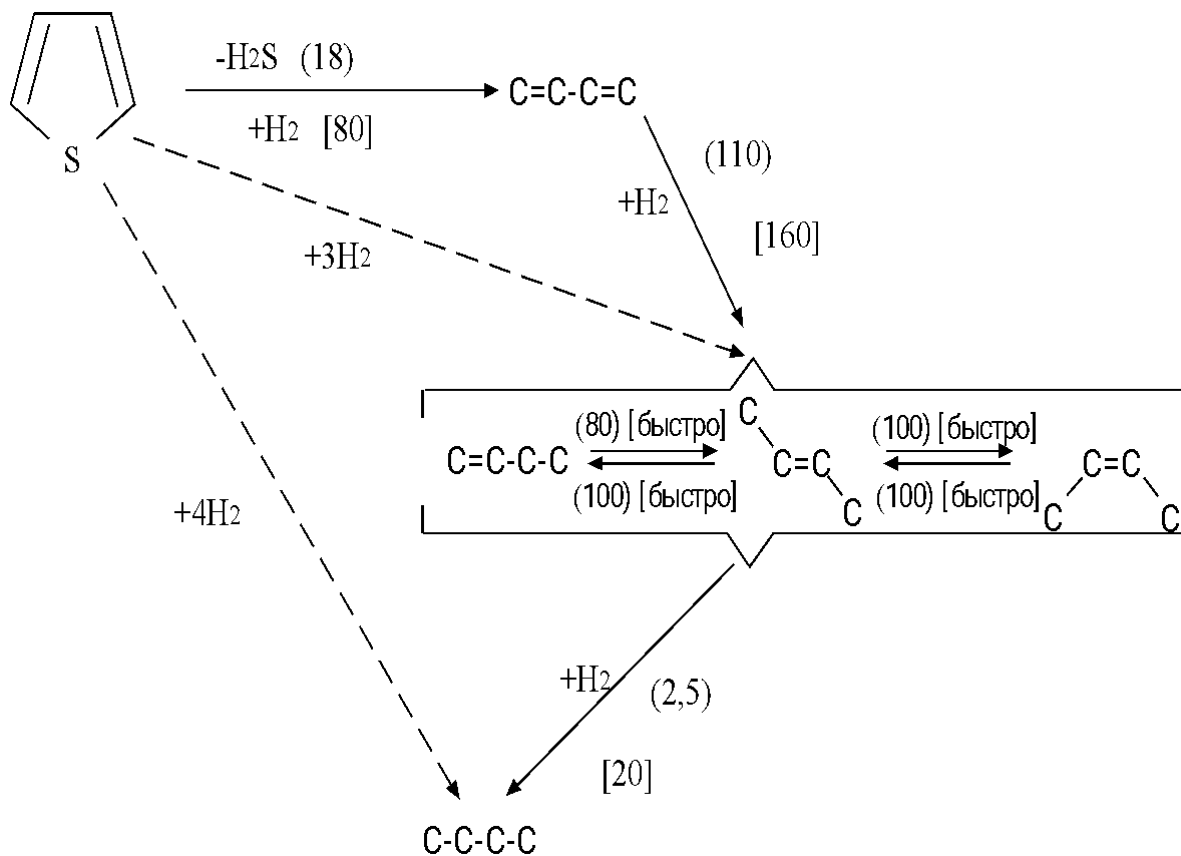 -H2S (18)
+H2 [80]
S
C=C-C=C
(110)
+H2
[160]
+3H2
+4H2
C=C-C-C
(80) [быстро]
(100) [быстро]
C
C=C
C
(100) [быстро]
(100) [быстро]
C=C
C C
+H2 (2,5)
[20]
C-C-C-C